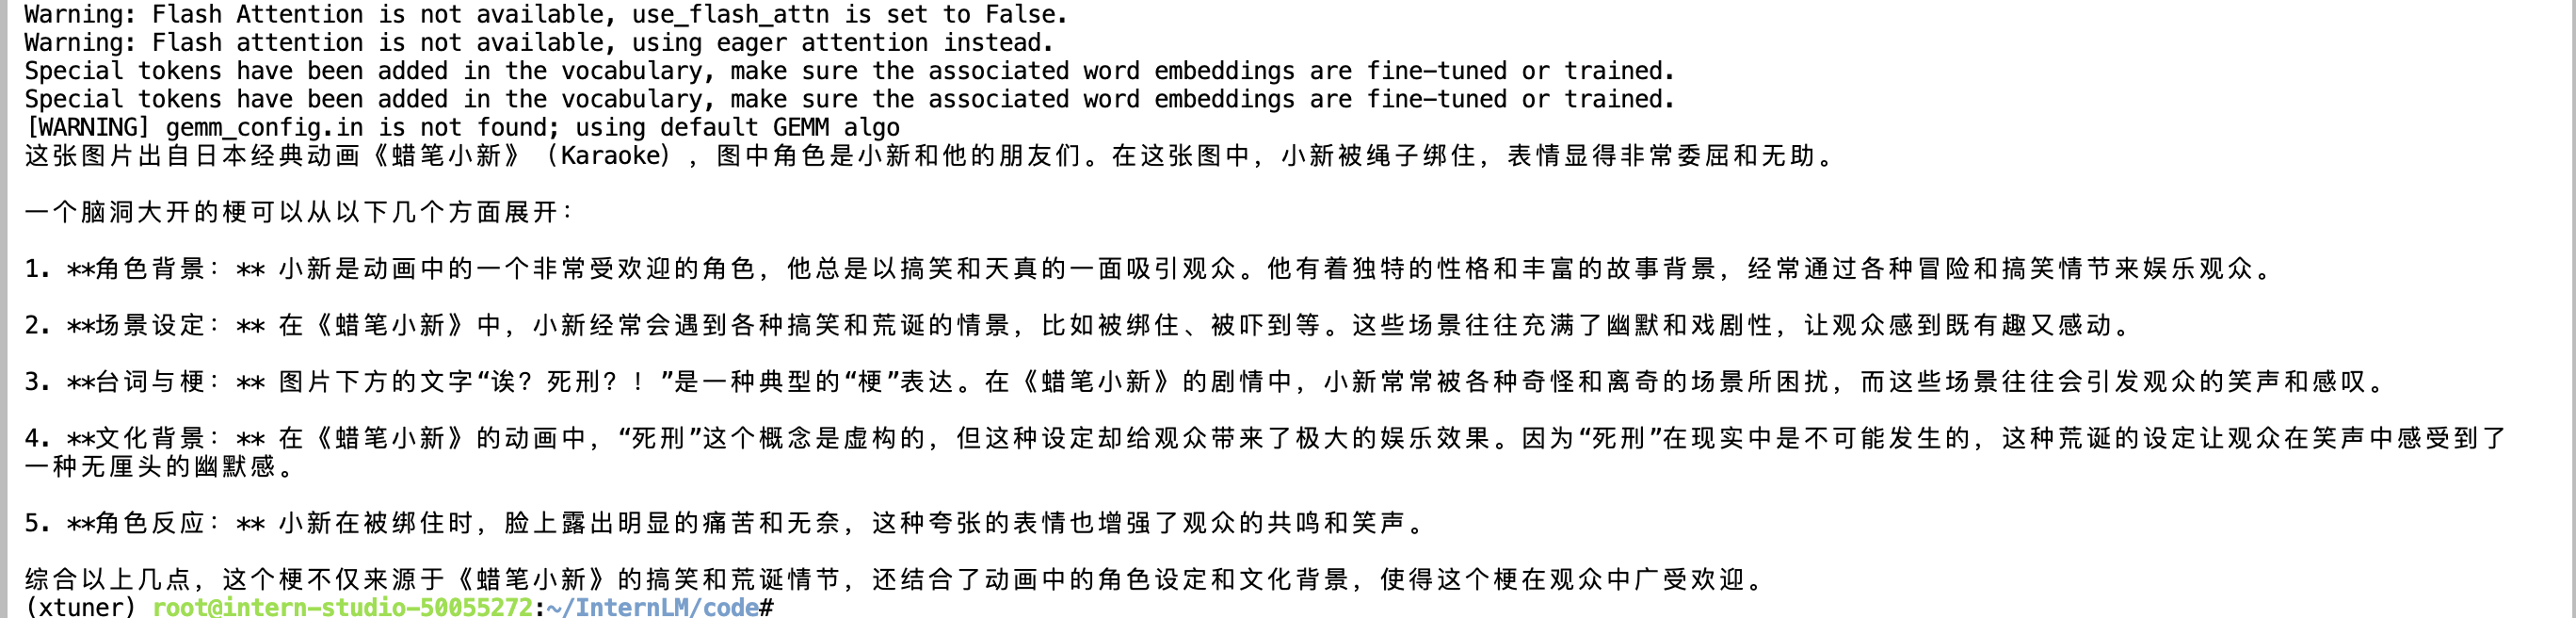 Warning: Flash Attention is not available, use_flash_attn is set to False.
Warning: Flash attention is not available, using eager attention instead.
Special tokens have been added in the vocabulary, make sure the associated word embeddings are fine-tuned or trained.
Special tokens have been added in the vocabulary, make sure the associated word embeddings are fine-tuned or trained.
[WARNING] gemm_config.in is not found; using default GEMM algo
这张图片出自日本经典动画《蜡笔小新》（Karaoke），图中角色是小新和他的朋友们。在这张图中，小新被绳子绑住，表情显得非常委屈和无助。
一个脑洞大开的梗可以从以下几个方面展开：
1. **角色背景：** 小新是动画中的一个非常受欢迎的角色，他总是以搞笑和天真的一面吸引观众。他有着独特的性格和丰富的故事背景，经常通过各种冒险和搞笑情节来娱乐观众。
2. **场景设定：** 在《蜡笔小新》中，小新经常会遇到各种搞笑和荒诞的情景，比如被绑住、被吓到等。这些场景往往充满了幽默和戏剧性，让观众感到既有趣又感动。
3. **台词与梗：** 图片下方的文字“诶？死刑？！”是一种典型的“梗”表达。在《蜡笔小新》的剧情中，小新常常被各种奇怪和离奇的场景所困扰，而这些场景往往会引发观众的笑声和感叹。
4. **文化背景：** 在《蜡笔小新》的动画中，“死刑”这个概念是虚构的，但这种设定却给观众带来了极大的娱乐效果。因为“死刑”在现实中是不可能发生的，这种荒诞的设定让观众在笑声中感受到了
一种无厘头的幽默感。
5. **角色反应：** 小新在被绑住时，脸上露出明显的痛苦和无奈，这种夸张的表情也增强了观众的共鸣和笑声。
综合以上几点，这个梗不仅来源于《蜡笔小新》的搞笑和荒诞情节，还结合了动画中的角色设定和文化背景，使得这个梗在观众中广受欢迎。
(xtuner) root@intern-studio-50055272:~/InternLM/code#